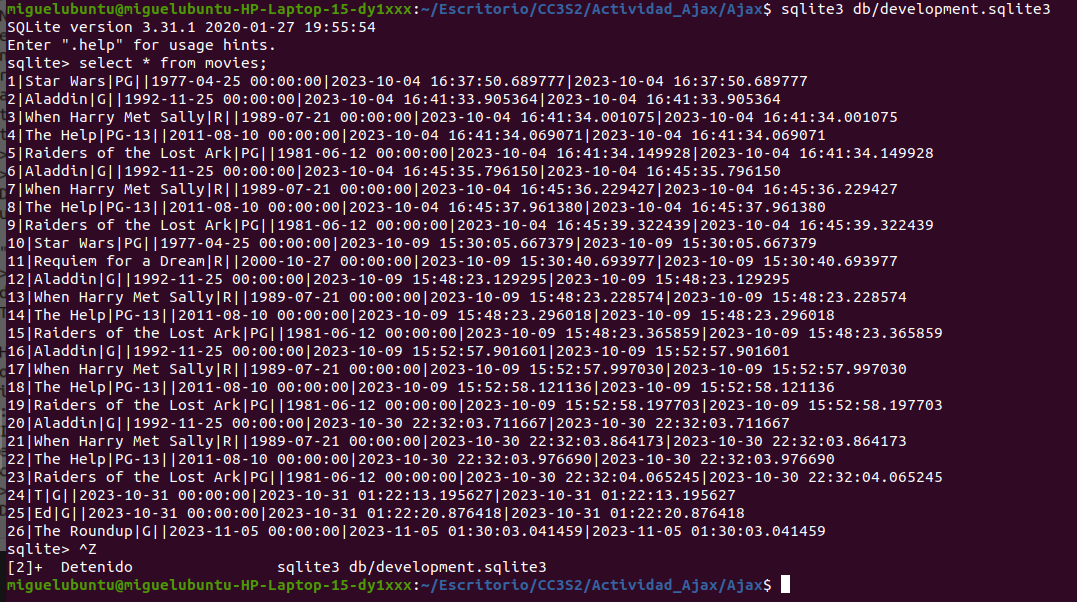 miguelubuntu@miguelubuntu-HP-Laptop-15-dy1xxx:~/Escritorio/CC3S2/Actividad_Ajax/Ajax$ sqlite3 db/development.sqlite3
SQLite version 3.31.1 2020-01-27 19:55:54
Enter ".help" for usage hints.
sqlite> select * from movies;
1|Star Wars|PG||1977-04-25 00:00:00|2023-10-04 16:37:50.689777|2023-10-04 16:37:50.689777
2|Aladdin|G||1992-11-25 00:00:00|2023-10-04 16:41:33.905364|2023-10-04 16:41:33.905364
3|When Harry Met Sally|R||1989-07-21 00:00:00|2023-10-04 16:41:34.001075|2023-10-04 16:41:34.001075
4|The Help|PG-13||2011-08-10 00:00:00|2023-10-04 16:41:34.069071|2023-10-04 16:41:34.069071
5|Raiders of the Lost Ark|PG||1981-06-12 00:00:00|2023-10-04 16:41:34.149928|2023-10-04 16:41:34.149928
6|Aladdin|G||1992-11-25 00:00:00|2023-10-04 16:45:35.796150|2023-10-04 16:45:35.796150
7|When Harry Met Sally|R||1989-07-21 00:00:00|2023-10-04 16:45:36.229427|2023-10-04 16:45:36.229427
8|The Help|PG-13||2011-08-10 00:00:00|2023-10-04 16:45:37.961380|2023-10-04 16:45:37.961380
9|Raiders of the Lost Ark|PG||1981-06-12 00:00:00|2023-10-04 16:45:39.322439|2023-10-04 16:45:39.322439
10|Star Wars|PG||1977-04-25 00:00:00|2023-10-09 15:30:05.667379|2023-10-09 15:30:05.667379
11|Requiem for a Dream|R||2000-10-27 00:00:00|2023-10-09 15:30:40.693977|2023-10-09 15:30:40.693977
12|Aladdin|G||1992-11-25 00:00:00|2023-10-09 15:48:23.129295|2023-10-09 15:48:23.129295
13|When Harry Met Sally|R||1989-07-21 00:00:00|2023-10-09 15:48:23.228574|2023-10-09 15:48:23.228574
14|The Help|PG-13||2011-08-10 00:00:00|2023-10-09 15:48:23.296018|2023-10-09 15:48:23.296018
15|Raiders of the Lost Ark|PG||1981-06-12 00:00:00|2023-10-09 15:48:23.365859|2023-10-09 15:48:23.365859
16|Aladdin|G||1992-11-25 00:00:00|2023-10-09 15:52:57.901601|2023-10-09 15:52:57.901601
17|When Harry Met Sally|R||1989-07-21 00:00:00|2023-10-09 15:52:57.997030|2023-10-09 15:52:57.997030
18|The Help|PG-13||2011-08-10 00:00:00|2023-10-09 15:52:58.121136|2023-10-09 15:52:58.121136
19|Raiders of the Lost Ark|PG||1981-06-12 00:00:00|2023-10-09 15:52:58.197703|2023-10-09 15:52:58.197703
20|Aladdin|G||1992-11-25 00:00:00|2023-10-30 22:32:03.711667|2023-10-30 22:32:03.711667
21|When Harry Met Sally|R||1989-07-21 00:00:00|2023-10-30 22:32:03.864173|2023-10-30 22:32:03.864173
22|The Help|PG-13||2011-08-10 00:00:00|2023-10-30 22:32:03.976690|2023-10-30 22:32:03.976690
23|Raiders of the Lost Ark|PG||1981-06-12 00:00:00|2023-10-30 22:32:04.065245|2023-10-30 22:32:04.065245
24|T|G||2023-10-31 00:00:00|2023-10-31 01:22:13.195627|2023-10-31 01:22:13.195627
25|Ed|G||2023-10-31 00:00:00|2023-10-31 01:22:20.876418|2023-10-31 01:22:20.876418
26|The Roundup|G||2023-11-05 00:00:00|2023-11-05 01:30:03.041459|2023-11-05 01:30:03.041459
sqlite> ^Z
[2]+  Detenido                sqlite3 db/development.sqlite3
miguelubuntu@miguelubuntu-HP-Laptop-15-dy1xxx:~/Escritorio/CC3S2/Actividad_Ajax/Ajax$